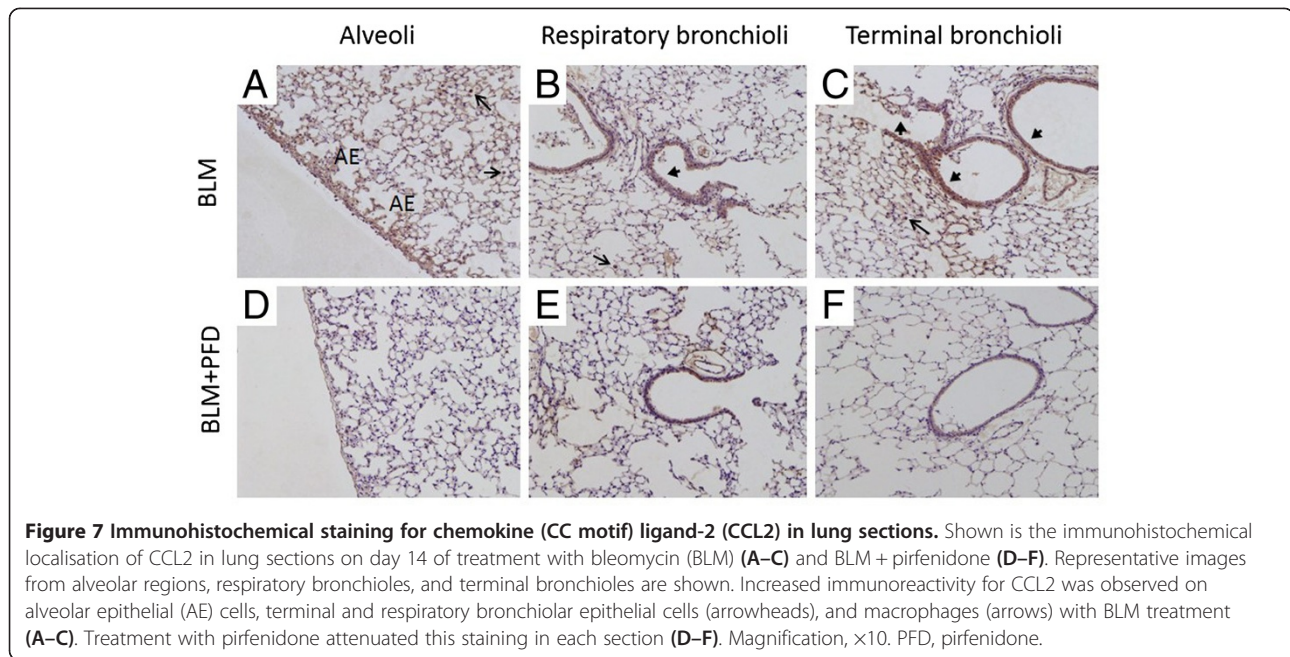 Alveoli Respiratory bronchioli Terminal bronchioli
BLM
A
AE
AE
B
C
BLM+PFD
D
E
F
Figure 7 Immunohistochemical staining for chemokine (CC motif) ligand-2 (CCL2) in lung sections. Shown is the immunohistochemical
localisation of CCL2 in lung sections on day 14 of treatment with bleomycin (BLM) (A–C) and BLM + pirfenidone (D–F). Representative images
from alveolar regions, respiratory bronchioles, and terminal bronchioles are shown. Increased immunoreactivity for CCL2 was observed on
alveolar epithelial (AE) cells, terminal and respiratory bronchiolar epithelial cells (arrowheads), and macrophages (arrows) with BLM treatment
(A–C). Treatment with pirfenidone attenuated this staining in each section (D–F). Magnification, ×10. PFD, pirfenidone.